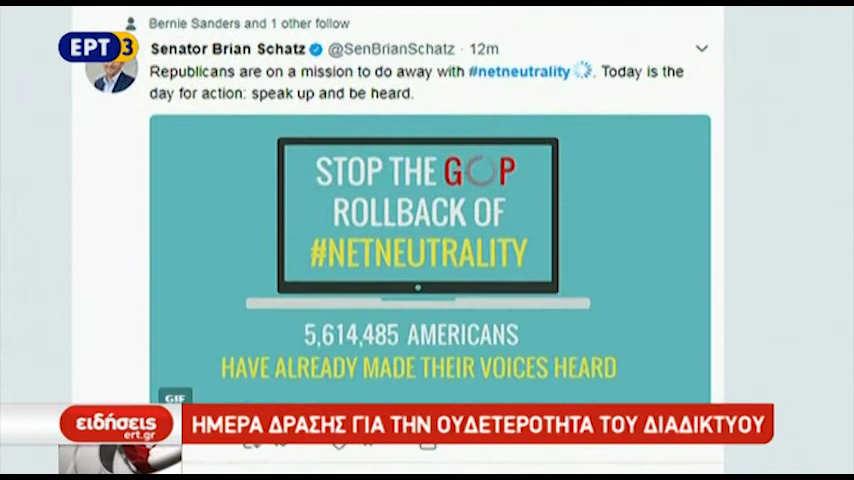 Bernie Sanders and 1 other follow
ΕΡΤ3
Senator Brian Schatz @SenBrianSchatz · 12m
Republicans are on a mission to do away with #netneutrality. Today is the
day for action: speak up and be heard.
STOP THE GOP
ROLLBACK OF
#NETNEUTRALITY
5,614,485 AMERICANS
HAVE ALREADY MADE THEIR VOICES HEARD
GIF
ειδήσεις
ert.gr
ΗΜΕΡΑ ΔΡΑΣΗΣ ΓΙΑ ΤΗΝ ΟΥΔΕΤΕΡΟΤΗΤΑ ΤΟΥ ΔΙΑΔΙΚΤΥΟΥ